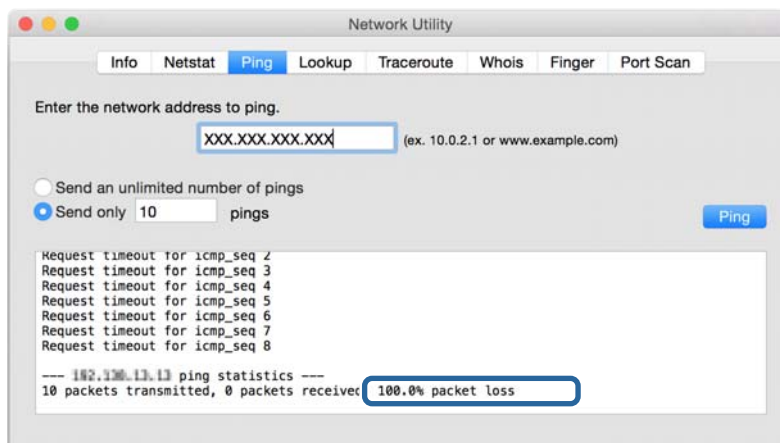 Network Utility
Info Netstat Ping Lookup Traceroute Whois Finger Port Scan
Enter the network address to ping.
XXX.XXX.XXX.XXX (ex. 10.0.2.1 or www.example.com)
Send an unlimited number of pings
Send only 10 pings
Ping
Request timeout for icmp_seq 2
Request timeout for icmp_seq 3
Request timeout for icmp_seq 4
Request timeout for icmp_seq 5
Request timeout for icmp_seq 6
Request timeout for icmp_seq 7
Request timeout for icmp_seq 8
--- ping statistics ---
10 packets transmitted, 0 packets received 100.0% packet loss